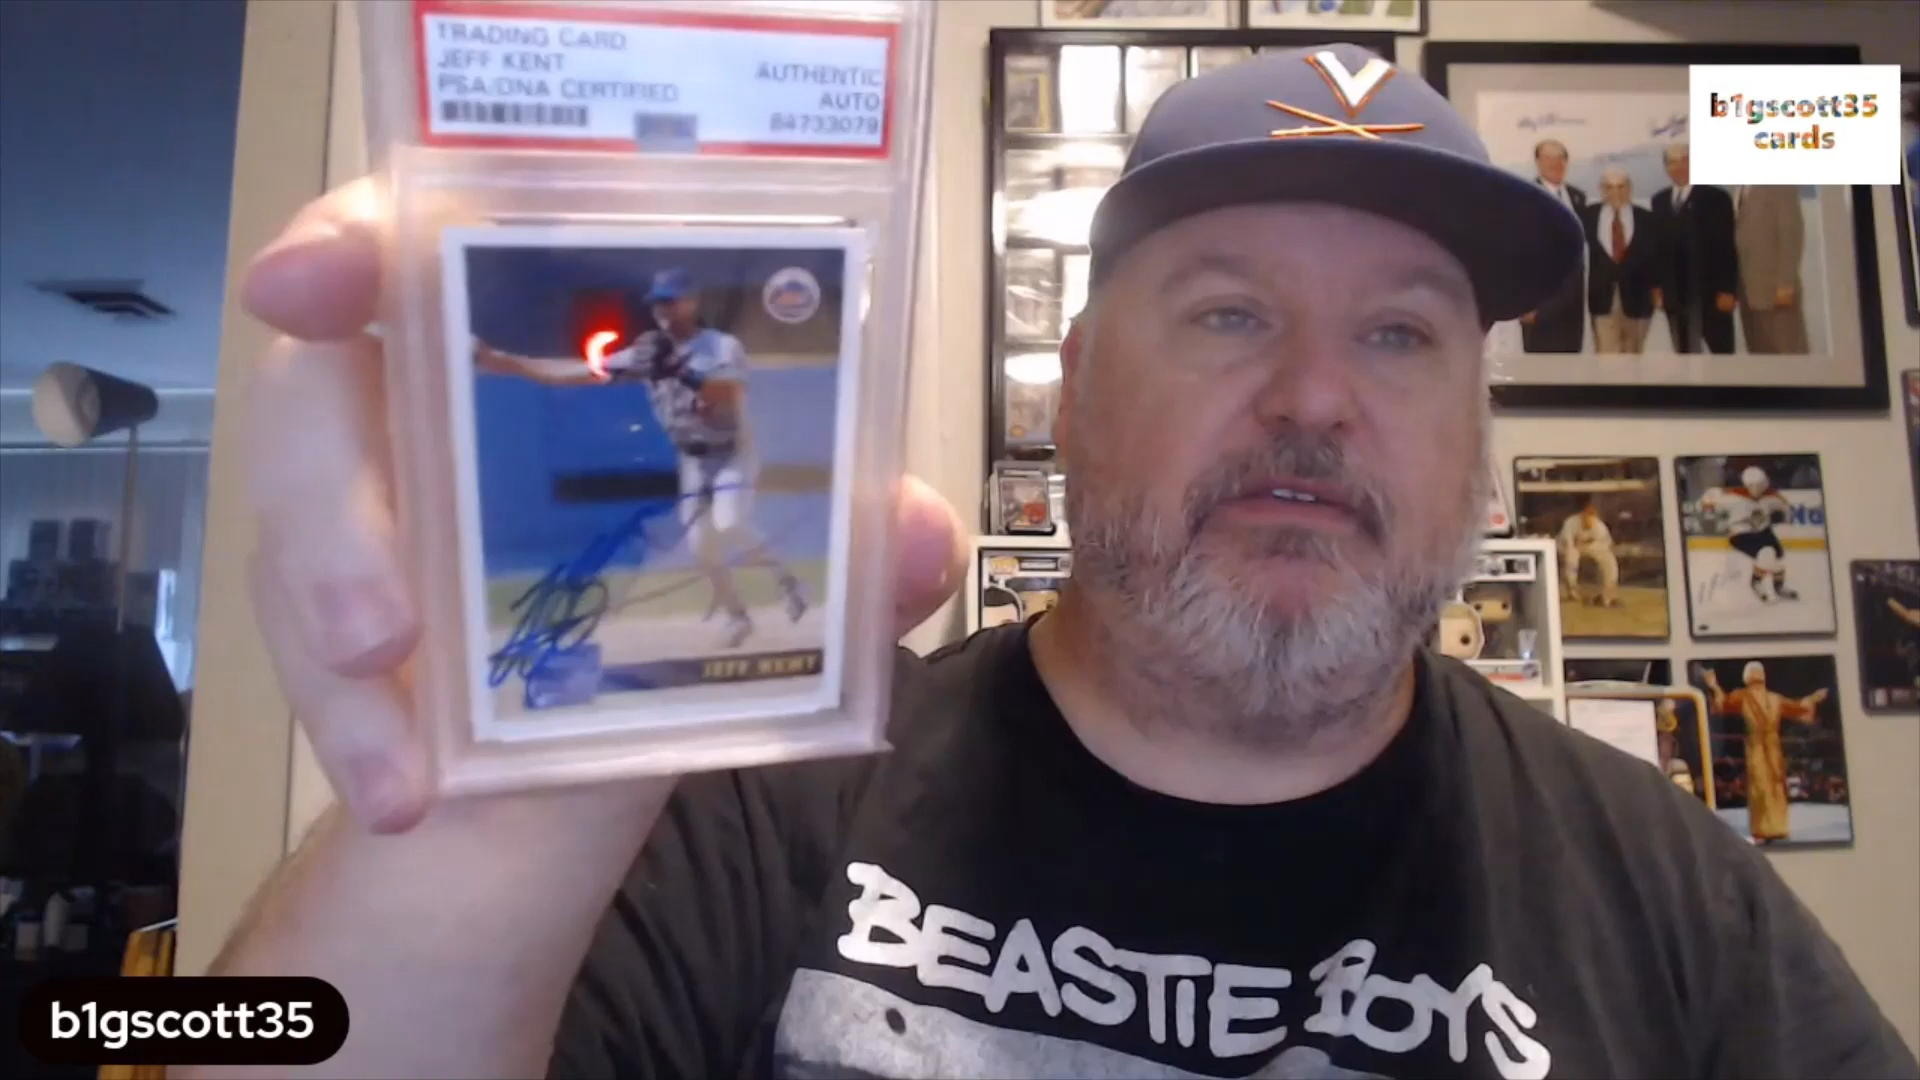 TRADING CARD
JEFF KENT
PSA/DNA CERTIFIED
AUTHENTIC
AUTO
84733079
JEFF KENT
b1gscott35
cards
BEASTIE BOYS
b1gscott35